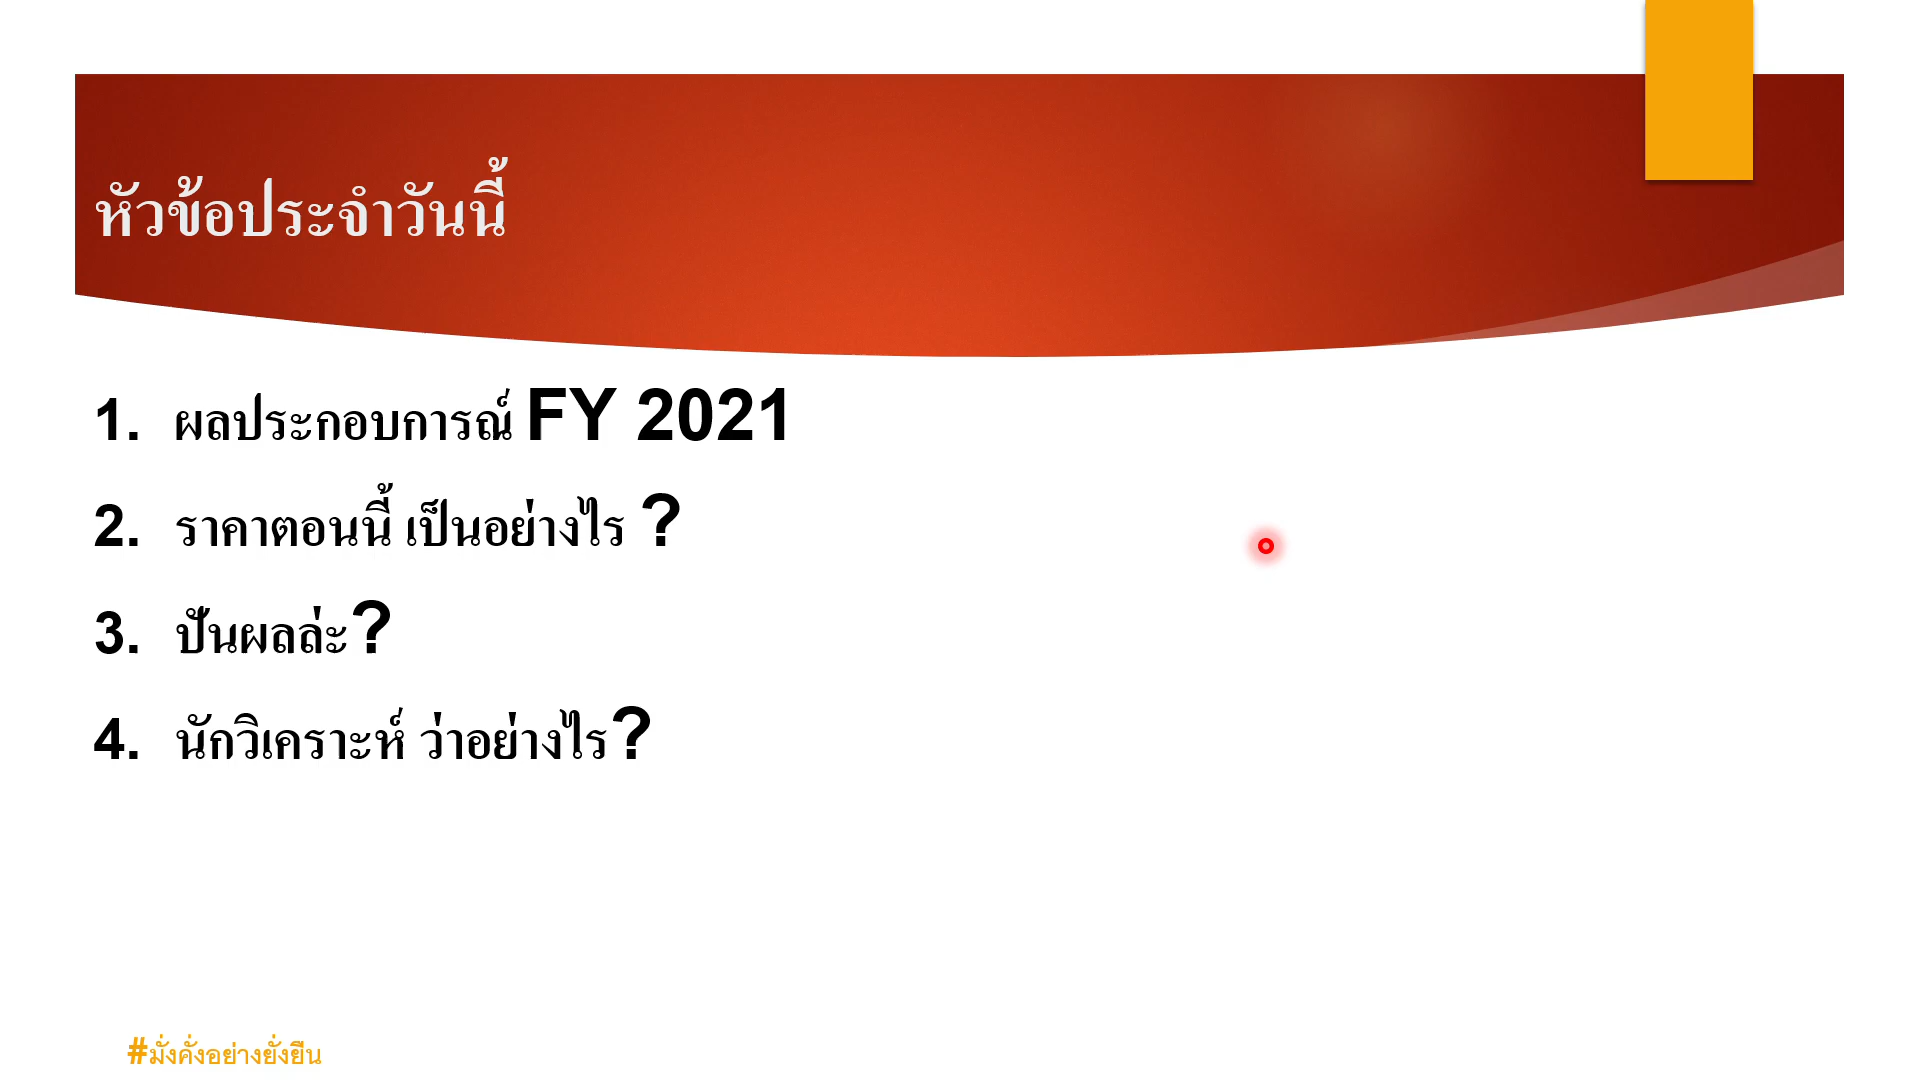 หัวข้อประจำวันนี้
1. ผลประกอบการณ์ FY 2021
2. ราคาตอนนี้ เป็นอย่างไร ?
3. ปันผลล่ะ?
4. นักวิเคราะห์ ว่าอย่างไร?
#มั่งคั่งอย่างยั่งยืน